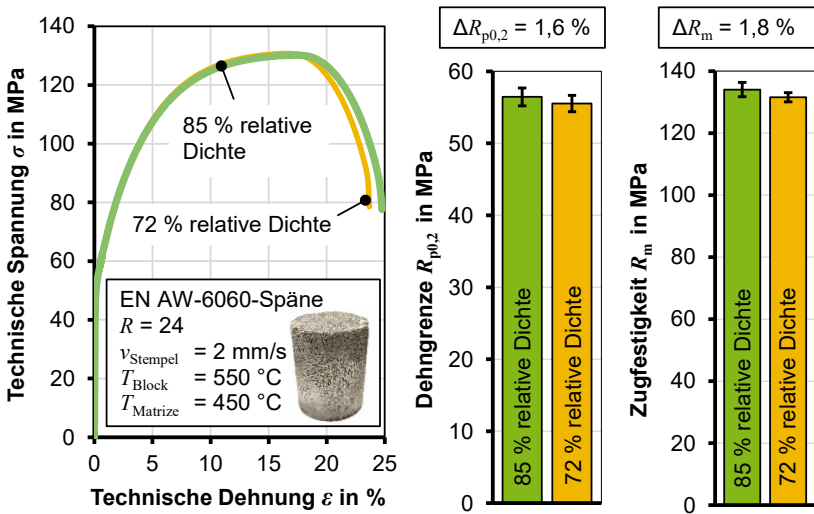 Technische Spannung σ in MPa
140
120
100
80
60
40
20
0
85 % relative
Dichte
72 % relative Dichte
EN AW-6060-Späne
R = 24
vStempel = 2 mm/s
TBlock = 550 °C
TMatrize = 450 °C
0 5 10 15 20 25
Technische Dehnung ε in %
ΔRp0,2 = 1,6 %
Dehngrenze Rp0,2 in MPa
60
50
40
30
20
10
0
85 % relative Dichte
72 % relative Dichte
ΔRm = 1,8 %
Zugfestigkeit Rm in MPa
140
120
100
80
60
40
20
0
85 % relative Dichte
72 % relative Dichte